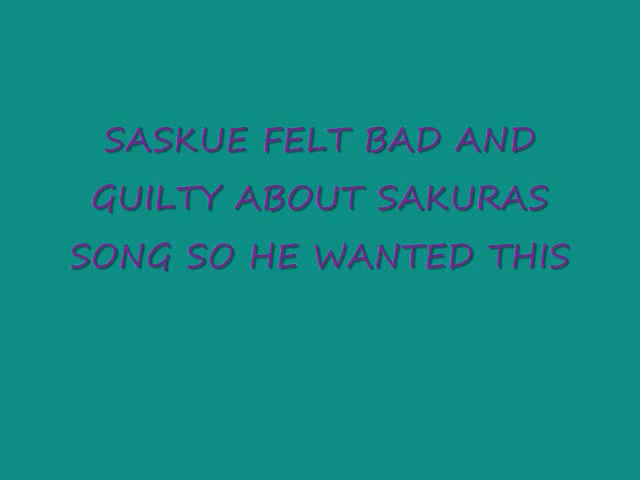 SASKUE FELT BAD AND
GUILTY ABOUT SAKURAS
SONG SO HE WANTED THIS